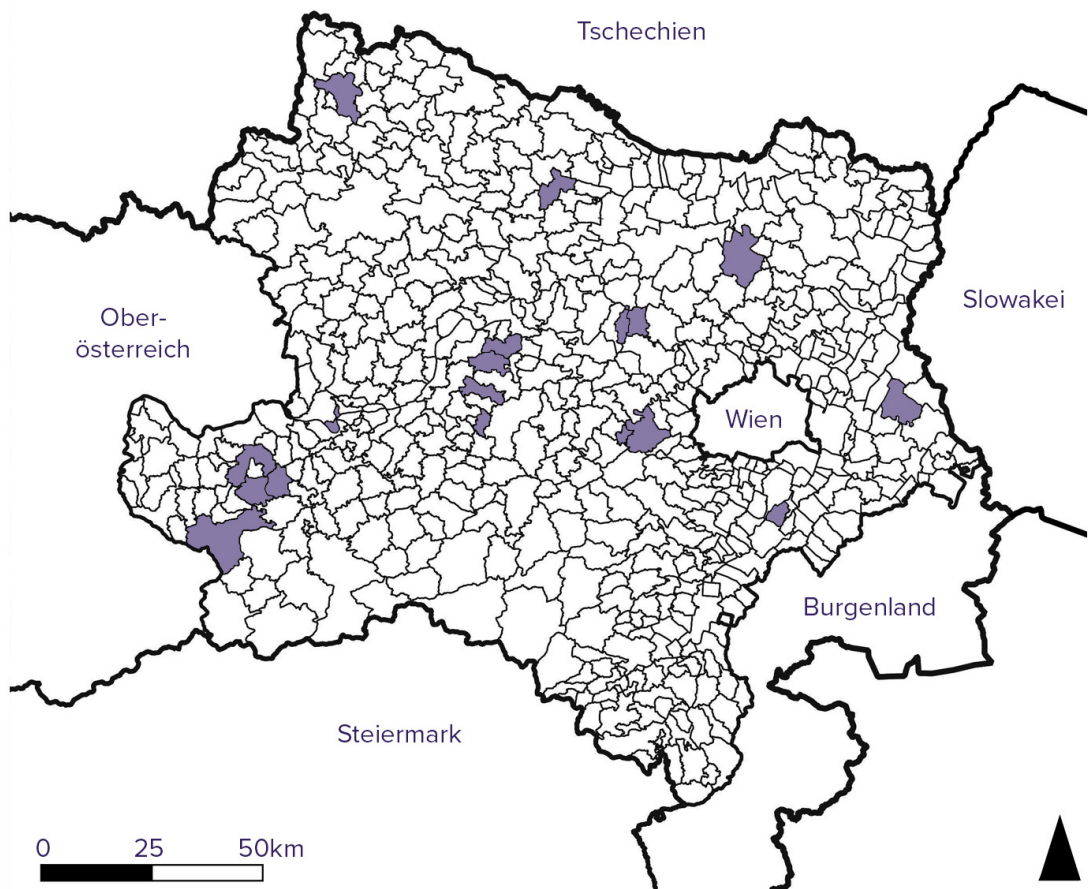 Tschechien
Slowakei
Ober-
österreich
Wien
Burgenland
Steiermark
0 25 50km